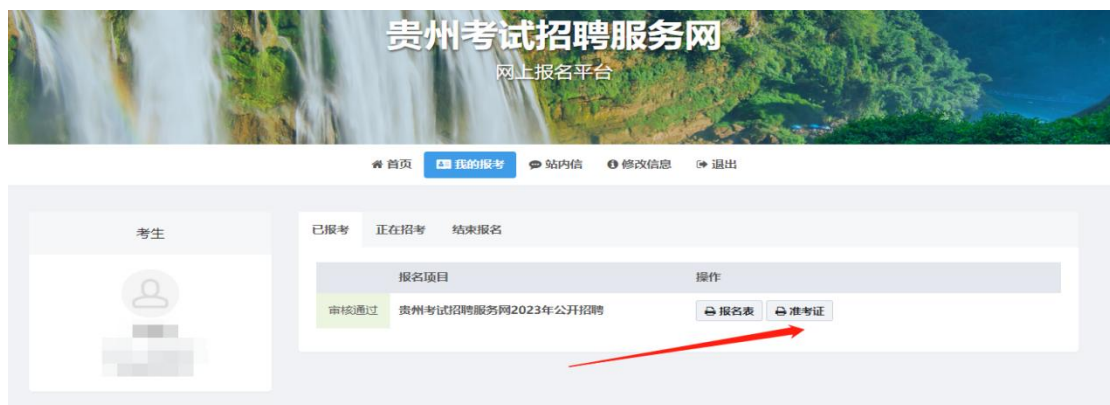 贵州考试招聘服务网
网上报名平台
首页 我的报考 站内信 修改信息 退出
考生
已报考 正在招考 结束报名
报名项目 操作
审核通过 贵州考试招聘服务网2023年公开招聘 报名表 准考证